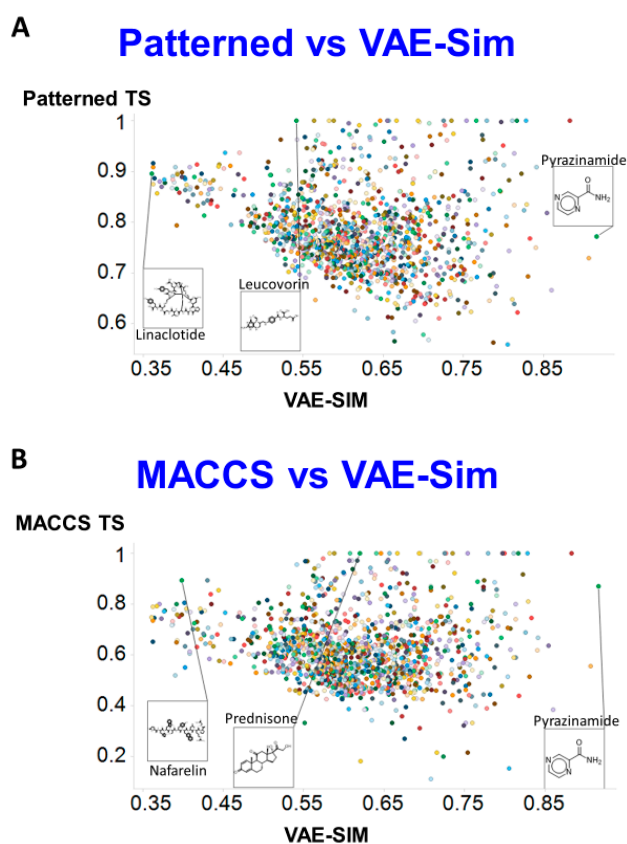 A
Patterned vs VAE-Sim
Patterned TS
1
0.9
0.8
0.7
0.6
Pyrazinamide
O
N
N
NH₂
Leucovorin
Linaclotide
0.35 0.45 0.55 0.65 0.75 0.85
VAE-SIM
B
MACCS vs VAE-Sim
MACCS TS
1
0.8
0.6
0.4
0.2
Prednisone
Nafarelin
Pyrazinamide
O
N
N
NH₂
0.35 0.45 0.55 0.65 0.75 0.85
VAE-SIM